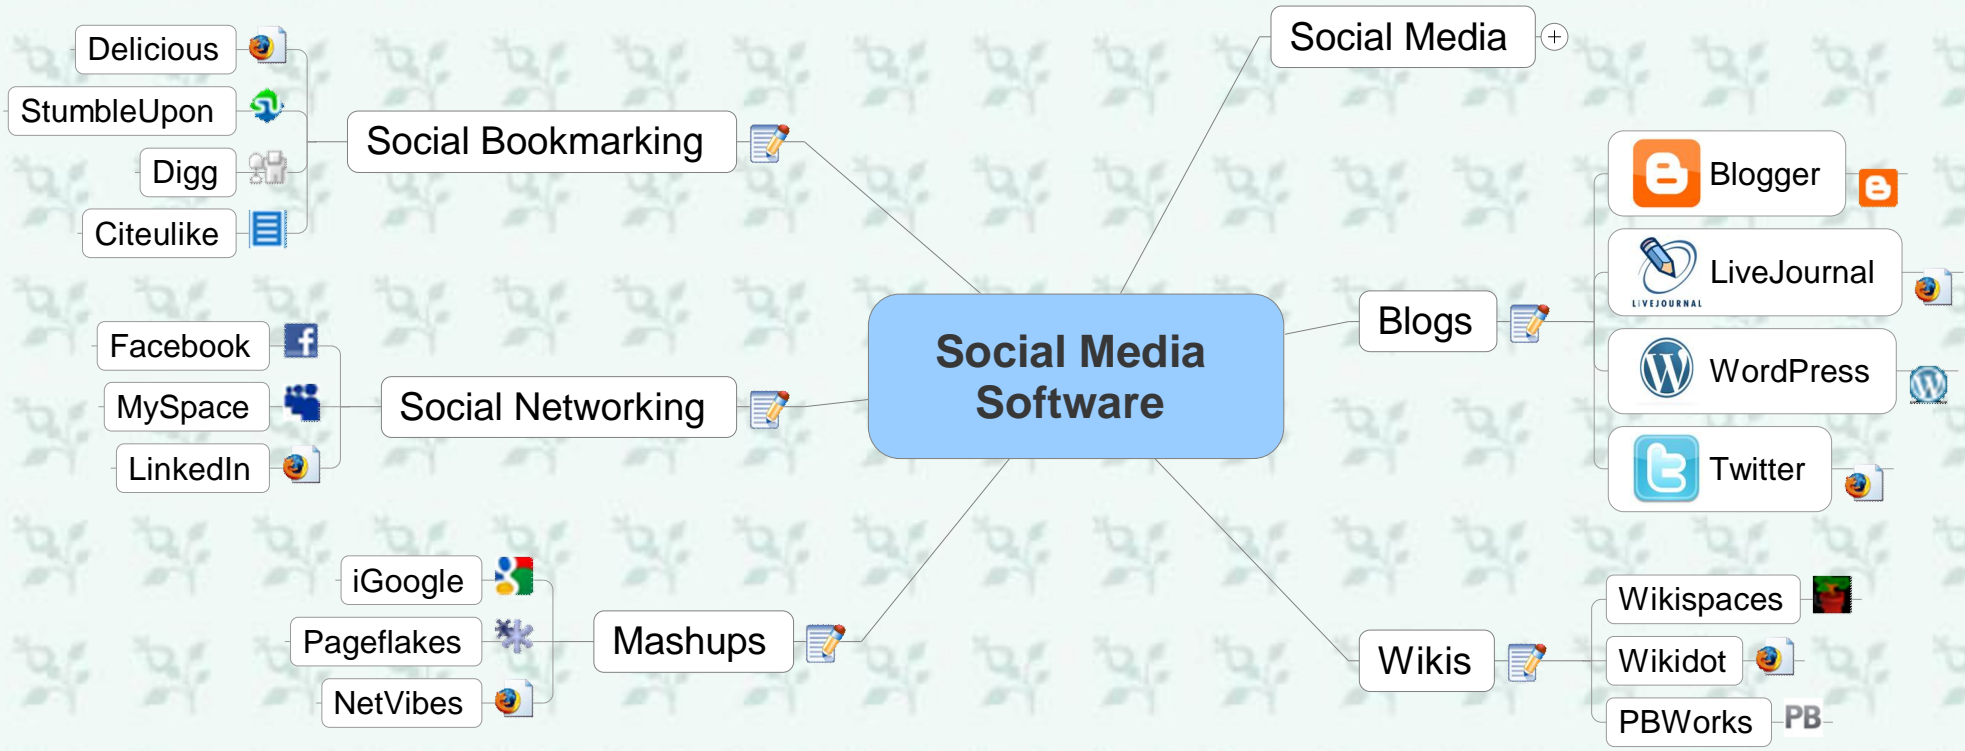 Social Media
Software
Social Media
Blogs
Blogger
LIVEJOURNAL
LiveJournal
WordPress
Twitter
Wikis
Wikispaces
Wikidot
PBWorks
PB
Social Bookmarking
Delicious
StumbleUpon
Digg
Citeulike
Social Networking
Facebook
MySpace
LinkedIn
Mashups
iGoogle
Pageflakes
NetVibes